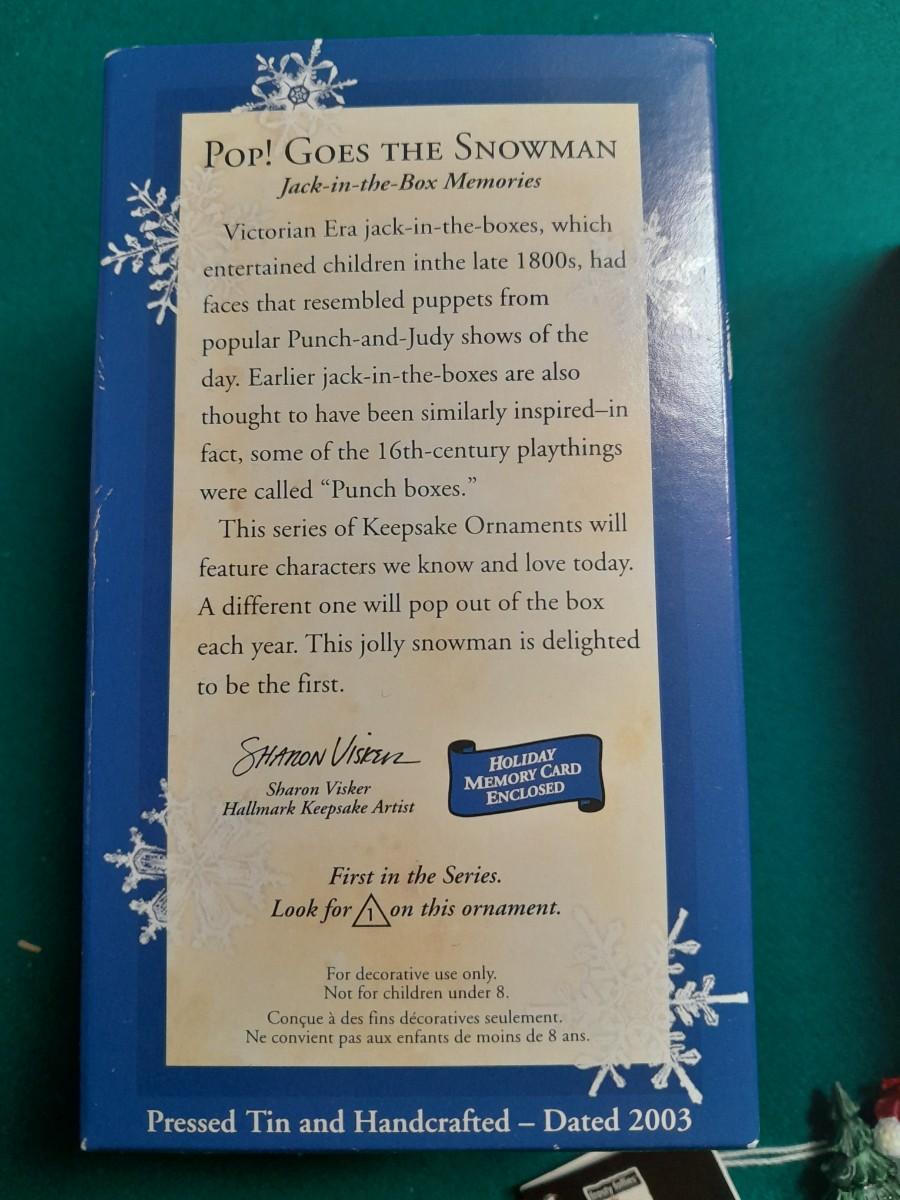 POP! GOES THE SNOWMAN
Jack-in-the-Box Memories
Victorian Era jack-in-the-boxes, which
entertained children inthe late 1800s, had
faces that resembled puppets from
popular Punch-and-Judy shows of the
day. Earlier jack-in-the-boxes are also
thought to have been similarly inspired–in
fact, some of the 16th-century playthings
were called “Punch boxes.”
This series of Keepsake Ornaments will
feature characters we know and love today.
A different one will pop out of the box
each year. This jolly snowman is delighted
to be the first.
SHARON VISKER
Sharon Visker
Hallmark Keepsake Artist
HOLIDAY
MEMORY CARD
ENCLOSED
First in the Series.
Look for 1 on this ornament.
For decorative use only.
Not for children under 8.
Conçue à des fins décoratives seulement.
Ne convient pas aux enfants de moins de 8 ans.
Pressed Tin and Handcrafted – Dated 2003